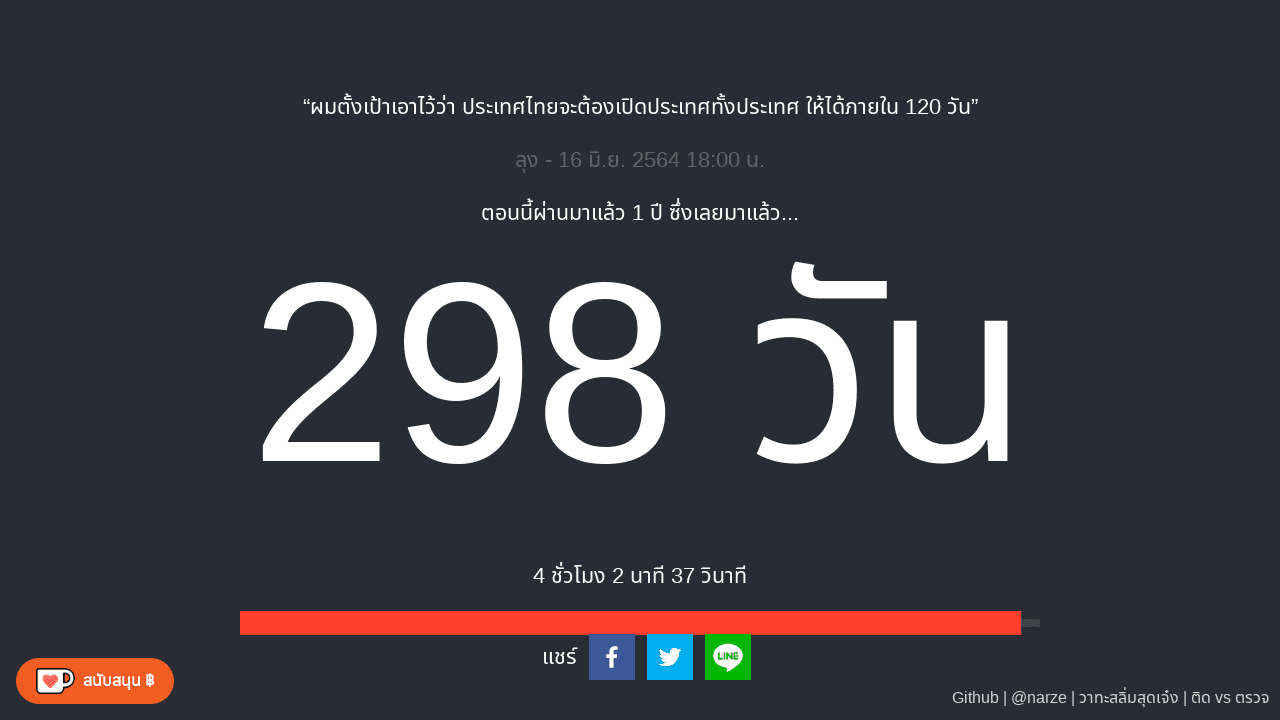 “ผมตั้งเป้าเอาไว้ว่า ประเทศไทยจะต้องเปิดประเทศทั้งประเทศ ให้ได้ภายใน 120 วัน”
ลุง - 16 มิ.ย. 2564 18:00 น.
ตอนนี้ผ่านมาแล้ว 1 ปี ซึ่งเลยมาแล้ว...
298 วัน
4 ชั่วโมง 2 นาที 37 วินาที
แชร์
LINE
สนับสนุน ฿
Github | @narze | วาทะสลิ่มสุดเจ๋ง | ติด vs ตรวจ